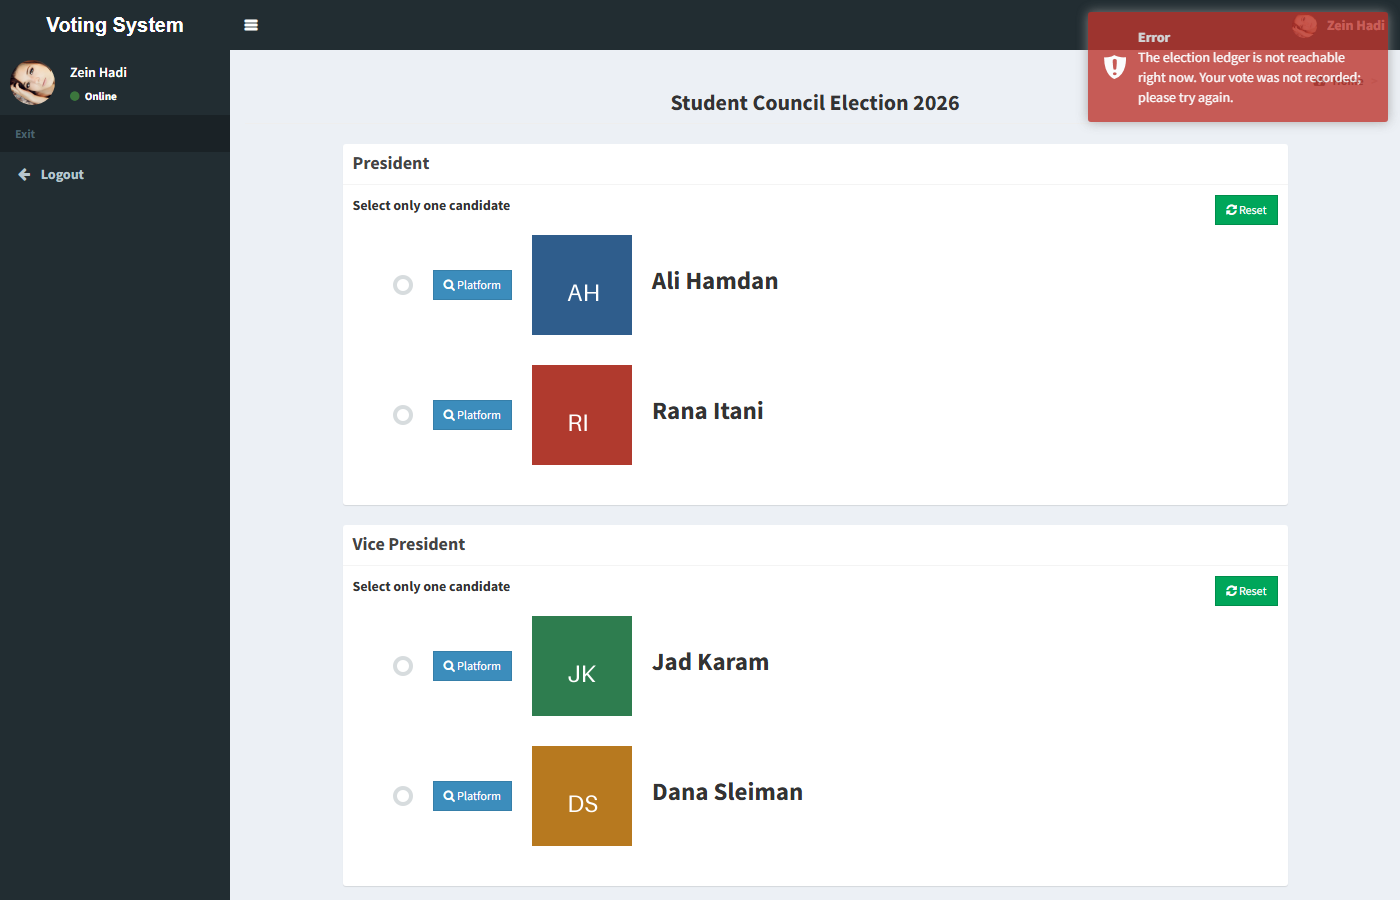 Voting System
Zein Hadi
Zein Hadi
Online
Exit
Logout
Error
The election ledger is not reachable
right now. Your vote was not recorded;
please try again.
Student Council Election 2026
President
Select only one candidate
Reset
Platform
AH
Ali Hamdan
Platform
RI
Rana Itani
Vice President
Select only one candidate
Reset
Platform
JK
Jad Karam
Platform
DS
Dana Sleiman